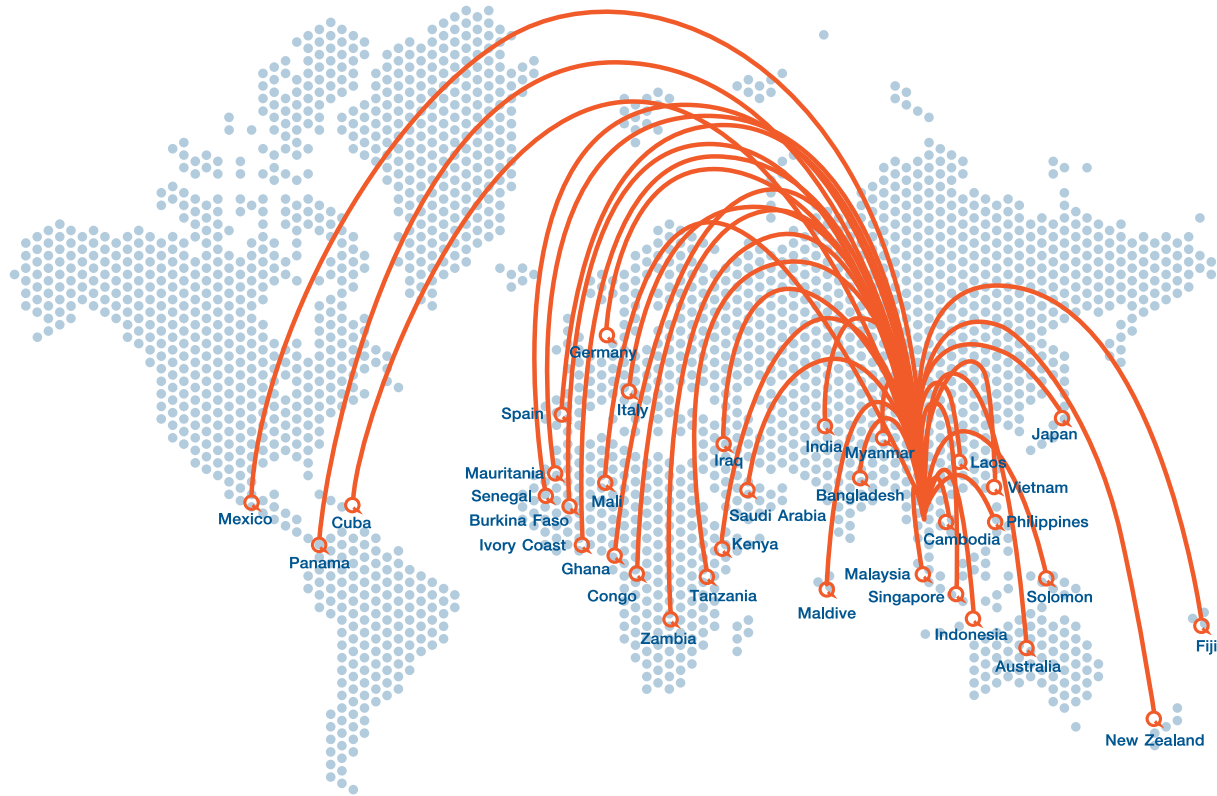 Germany
Spain
Italy
Japan
India
Myanmar
Iraq
Laos
Mauritania
Bangladesh
Vietnam
Senegal
Mali
Saudi Arabia
Mexico
Cuba
Burkina Faso
Philippines
Cambodia
Ivory Coast
Kenya
Panama
Ghana
Malaysia
Congo
Tanzania
Singapore
Solomon
Maldive
Zambia
Indonesia
Fiji
Australia
New Zealand